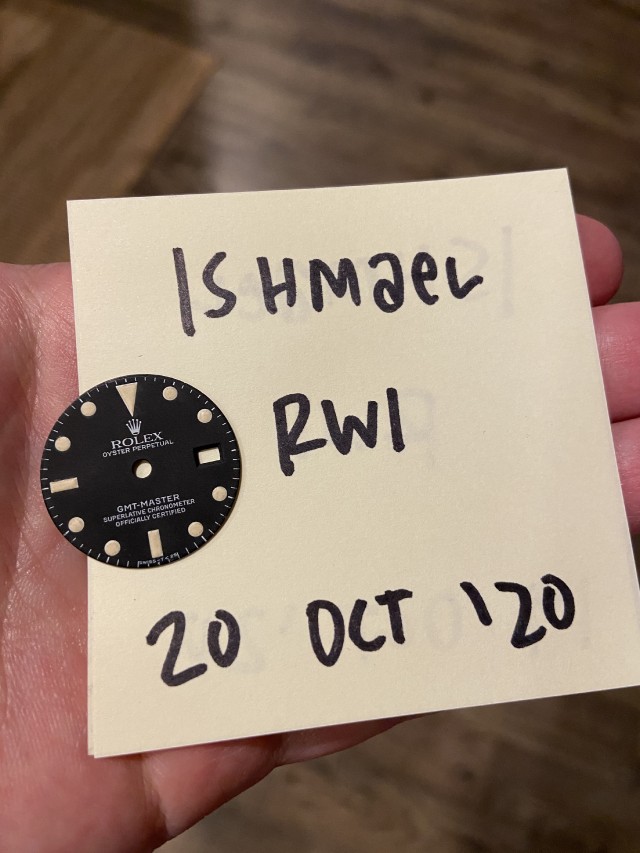 ISHMaeL
RWI
20 OCT '20
ROLEX
OYSTER PERPETUAL
GMT-MASTER
SUPERLATIVE CHRONOMETER
OFFICIALLY CERTIFIED